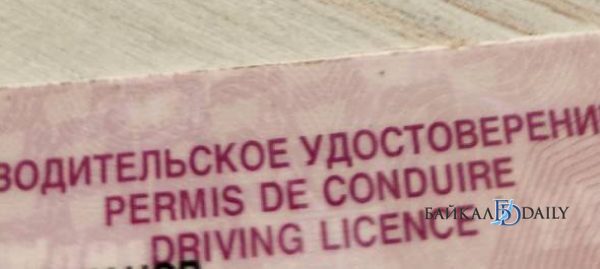 ВОДИТЕЛЬСКОЕ УДОСТОВЕРЕНИ
PERMIS DE CONDUIRE
DRIVING LICENCE
БАЙКАЛ DAILY